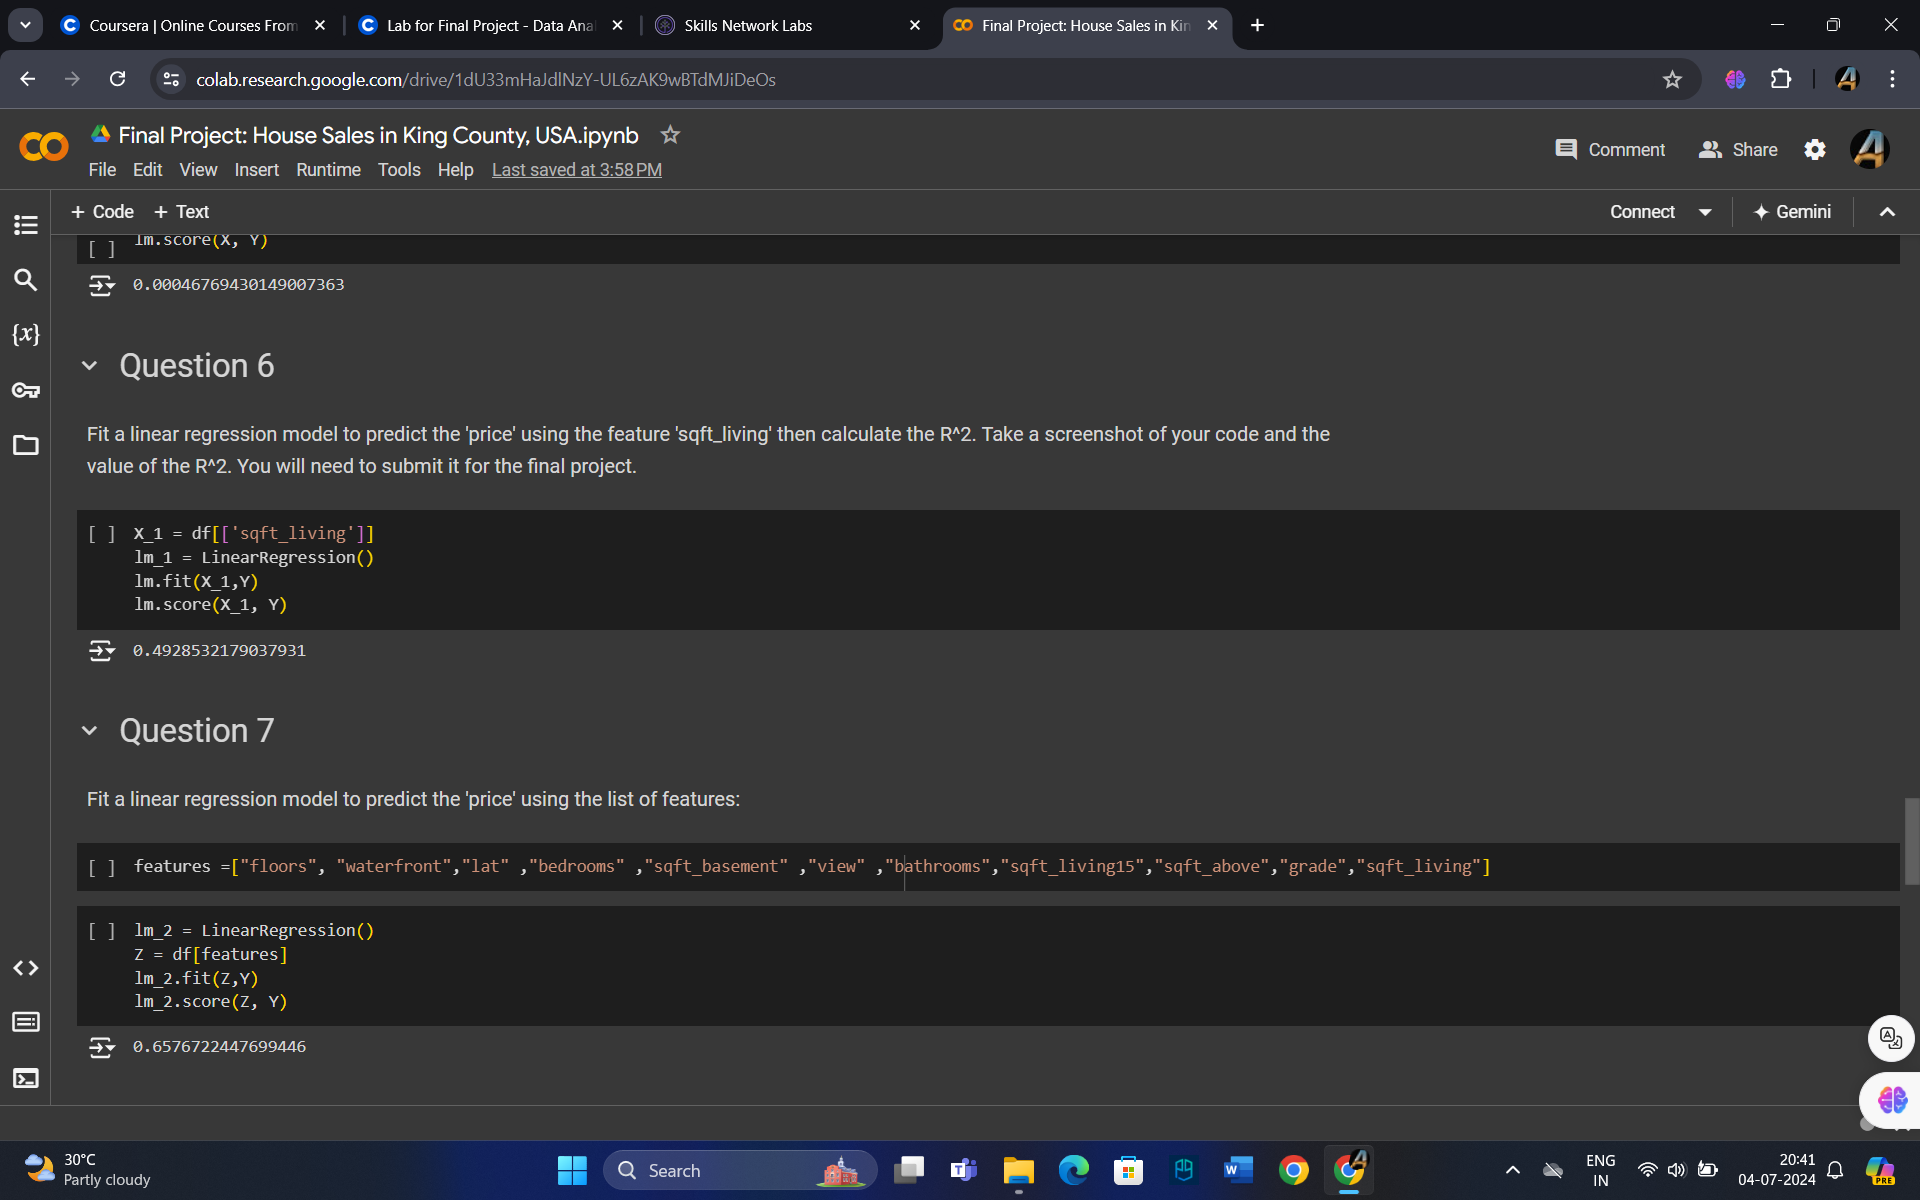 Coursera | Online Courses From
Lab for Final Project - Data Ana
Skills Network Labs
Final Project: House Sales in Kin
colab.research.google.com/drive/1dU33mHaJdlNzY-UL6zAK9wBTdMJiDeOs
Final Project: House Sales in King County, USA.ipynb
File Edit View Insert Runtime Tools Help Last saved at 3:58 PM
Comment Share
+ Code + Text
Connect Gemini
[ ] lm.score(X, Y)
0.00046769430149007363
Question 6
Fit a linear regression model to predict the 'price' using the feature 'sqft_living' then calculate the R^2. Take a screenshot of your code and the
value of the R^2. You will need to submit it for the final project.
[ ] X_1 = df[['sqft_living']]
lm_1 = LinearRegression()
lm.fit(X_1,Y)
lm.score(X_1, Y)
0.4928532179037931
Question 7
Fit a linear regression model to predict the 'price' using the list of features:
[ ] features =["floors", "waterfront","lat" ,"bedrooms" ,"sqft_basement" ,"view" ,"bathrooms","sqft_living15","sqft_above","grade","sqft_living"]
[ ] lm_2 = LinearRegression()
Z = df[features]
lm_2.fit(Z,Y)
lm_2.score(Z, Y)
0.6576722447699446
30°C
Partly cloudy
Search
ENG
IN
20:41
04-07-2024
PRE